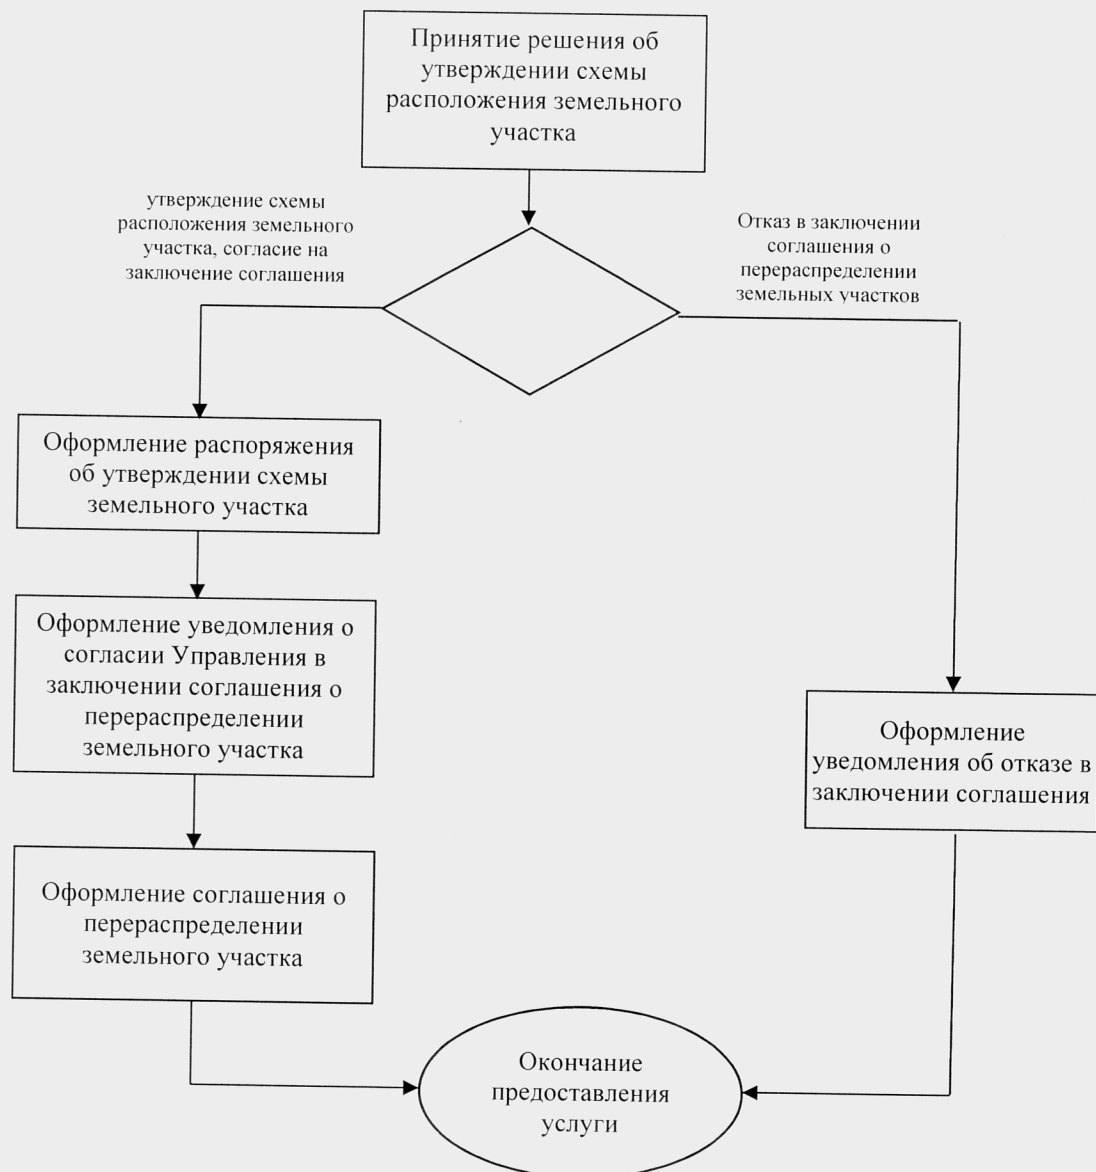 Принятие решения об
утверждении схемы
расположения земельного
участка
утверждение схемы
расположения земельного
участка, согласие на
заключение соглашения
Отказ в заключении
соглашения о
перераспределении
земельных участков
Оформление распоряжения
об утверждении схемы
земельного участка
Оформление уведомления о
согласии Управления в
заключении соглашения о
перераспределении
земельного участка
Оформление
уведомления об отказе в
заключении соглашения
Оформление соглашения о
перераспределении
земельного участка
Окончание
предоставления
услуги